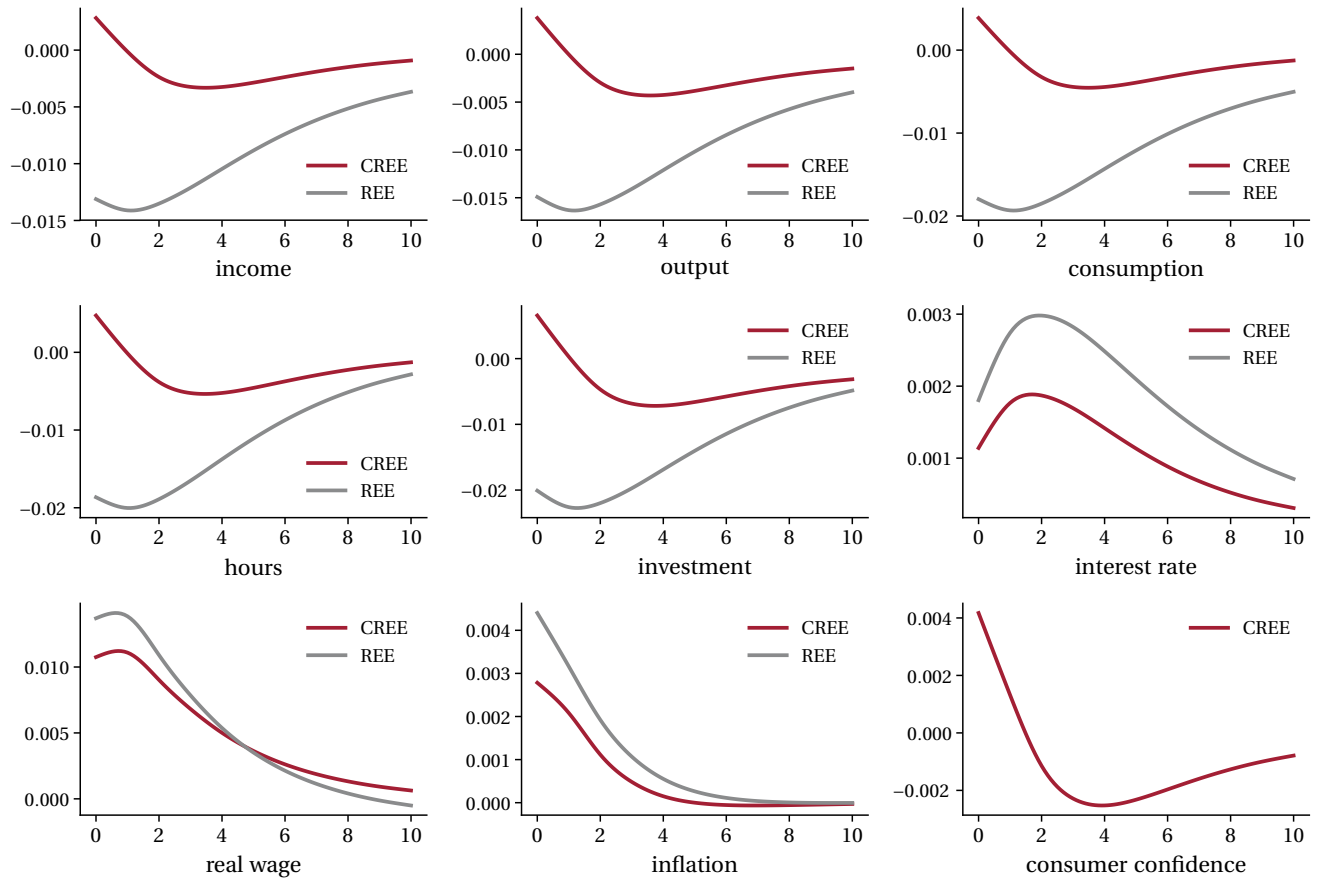 0.000
−0.005
−0.010
−0.015
CREE
REE
0 2 4 6 8 10
income
0.000
−0.005
−0.010
−0.015
CREE
REE
0 2 4 6 8 10
output
0.00
−0.01
−0.02
CREE
REE
0 2 4 6 8 10
consumption
0.00
−0.01
−0.02
CREE
REE
0 2 4 6 8 10
hours
0.00
−0.01
−0.02
CREE
REE
0 2 4 6 8 10
investment
0.003
0.002
0.001
CREE
REE
0 2 4 6 8 10
interest rate
0.010
0.005
0.000
CREE
REE
0 2 4 6 8 10
real wage
0.004
0.003
0.002
0.001
0.000
CREE
REE
0 2 4 6 8 10
inflation
0.004
0.002
0.000
−0.002
CREE
0 2 4 6 8 10
consumer confidence